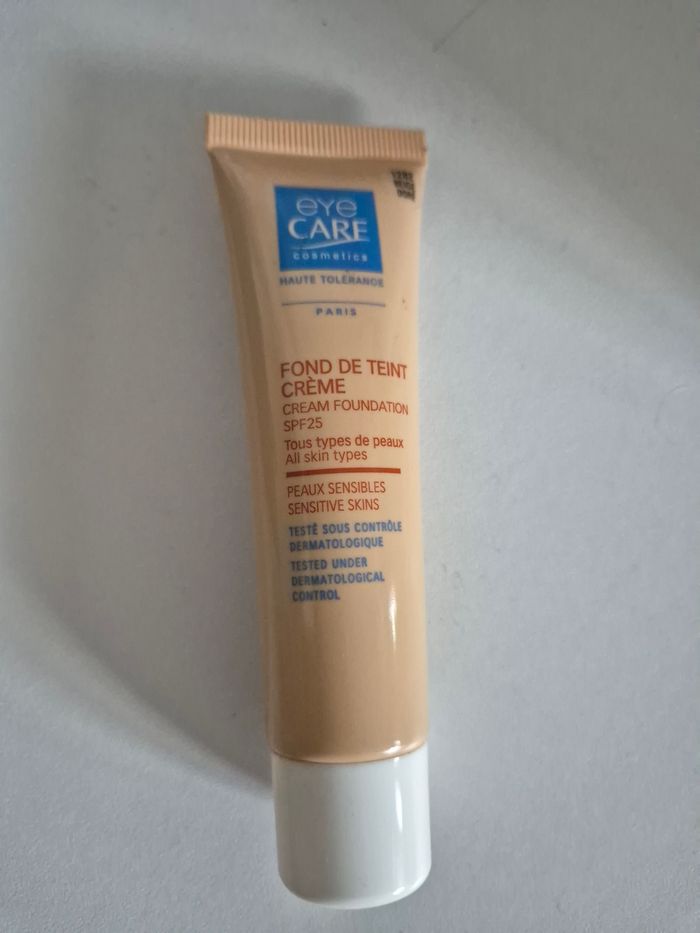 eye
CARE
cosmetics
HAUTE TOLÉRANCE
PARIS
FOND DE TEINT
CRÈME
CREAM FOUNDATION
SPF25
Tous types de peaux
All skin types
PEAUX SENSIBLES
SENSITIVE SKINS
TESTÉ SOUS CONTRÔLE
DERMATOLOGIQUE
TESTED UNDER
DERMATOLOGICAL
CONTROL